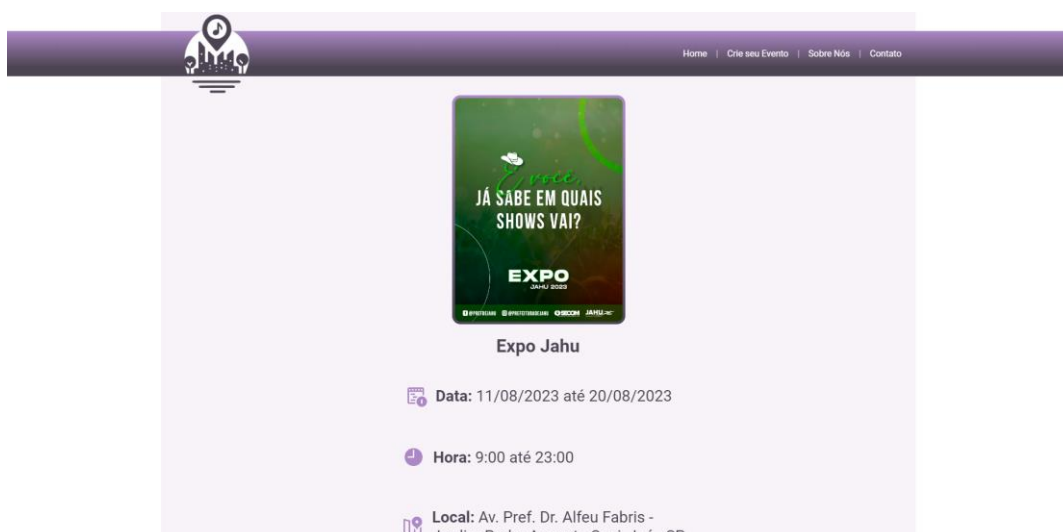 Home | Crie seu Evento | Sobre Nós | Contato
E você,
JÁ SABE EM QUAIS
SHOWS VAI?
EXPO
JAHU 2023
SECOM JAHU
Expo Jahu
Data: 11/08/2023 até 20/08/2023
Hora: 9:00 até 23:00
Local: Av. Pref. Dr. Alfeu Fabris -